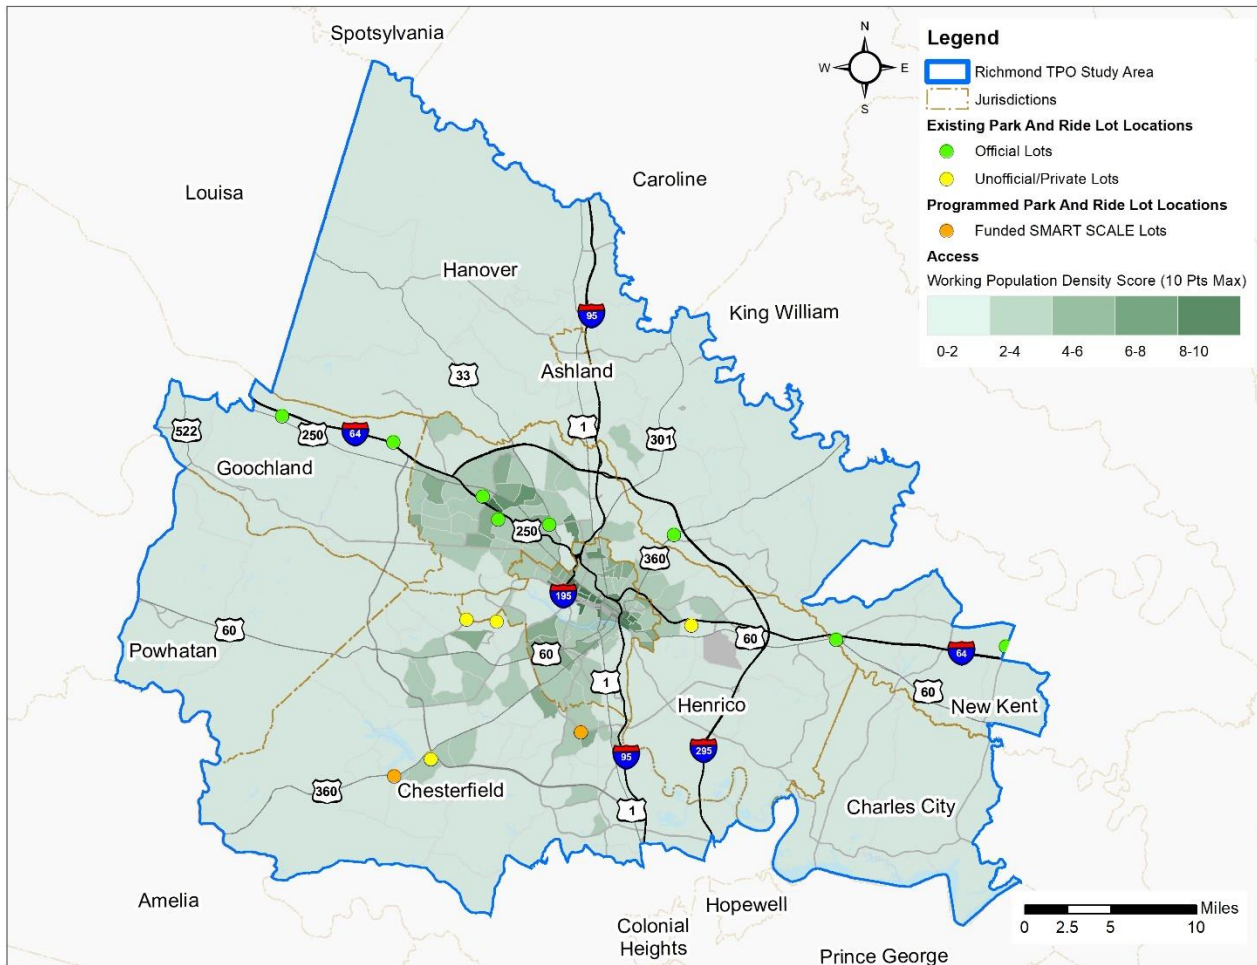 Spotsylvania
N
W
E
S
Legend
Richmond TPO Study Area
Jurisdictions
Existing Park And Ride Lot Locations
Official Lots
Unofficial/Private Lots
Programmed Park And Ride Lot Locations
Funded SMART SCALE Lots
Access
Working Population Density Score (10 Pts Max)
0-2 2-4 4-6 6-8 8-10
Louisa
Caroline
Hanover
King William
95
Ashland
33
1
301
522
250
64
Goochland
250
360
195
60
Powhatan
60
60
64
60
1
Henrico
New Kent
95
295
360
Chesterfield
1
Charles City
Amelia
Hopewell
Colonial
Heights
Prince George
Miles
0 2.5 5 10